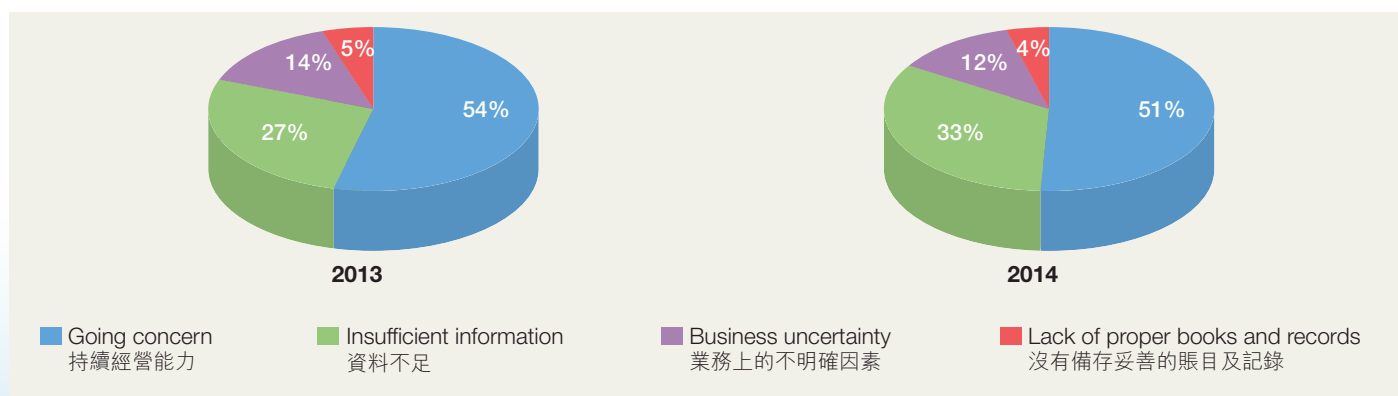 5%
14%
54%
27%
2013
4%
12%
51%
33%
2014
Going concern
持續經營能力
Insufficient information
資料不足
Business uncertainty
業務上的不明確因素
Lack of proper books and records
沒有備存妥善的賬目及記錄